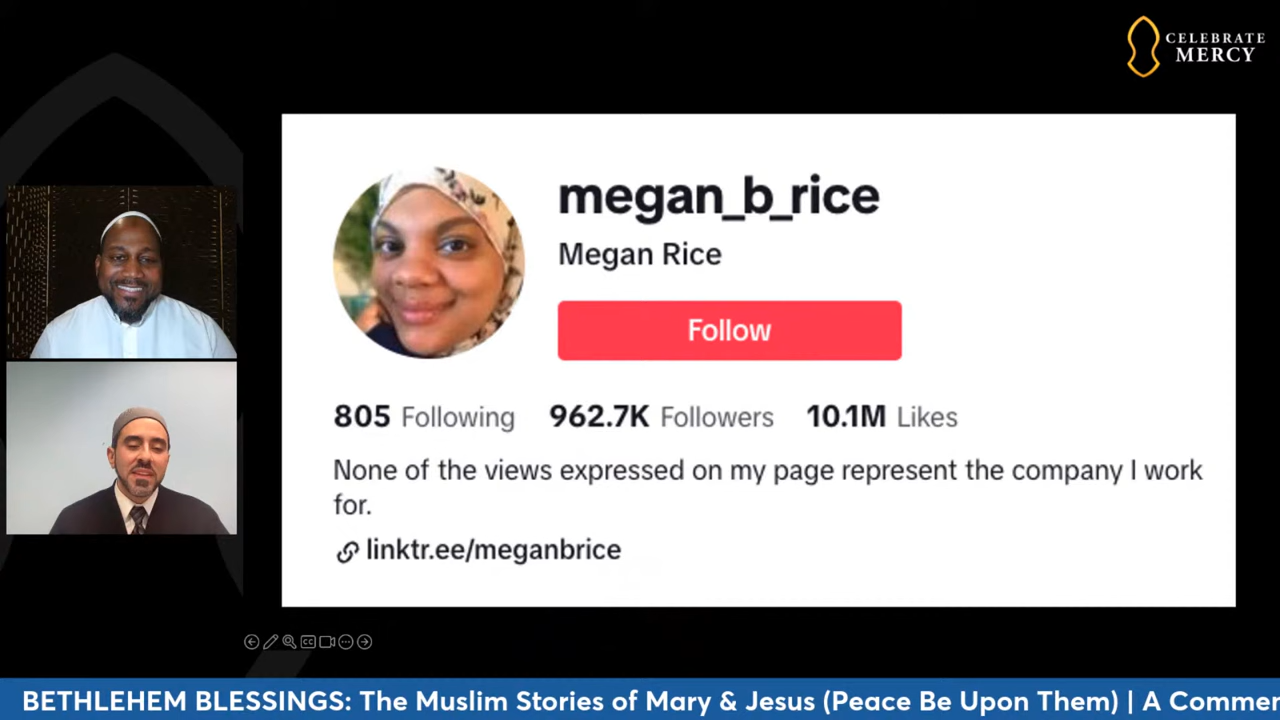 CELEBRATE
MERCY
megan_b_rice
Megan Rice
Follow
805 Following 962.7K Followers 10.1M Likes
None of the views expressed on my page represent the company I work
for.
linktr.ee/meganbrice
CC
BETHLEHEM BLESSINGS: The Muslim Stories of Mary & Jesus (Peace Be Upon Them) | A Commer